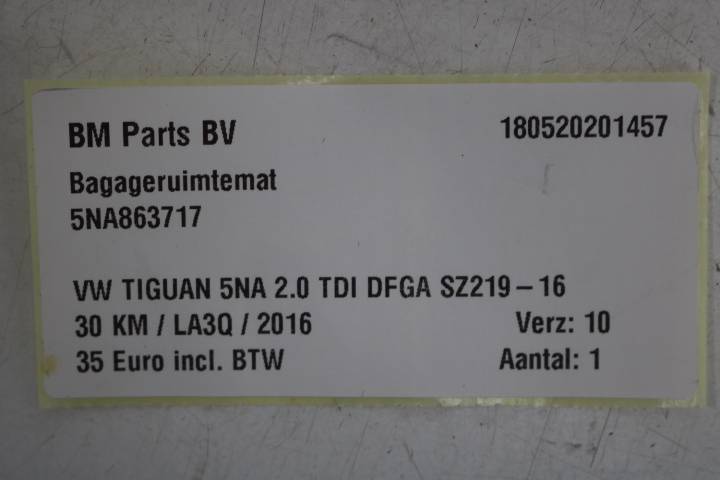 BM Parts BV 180520201457
Bagageruimtemat
5NA863717
VW TIGUAN 5NA 2.0 TDI DFGA SZ219-16
30 KM / LA3Q / 2016 Verz: 10
35 Euro incl. BTW Aantal: 1